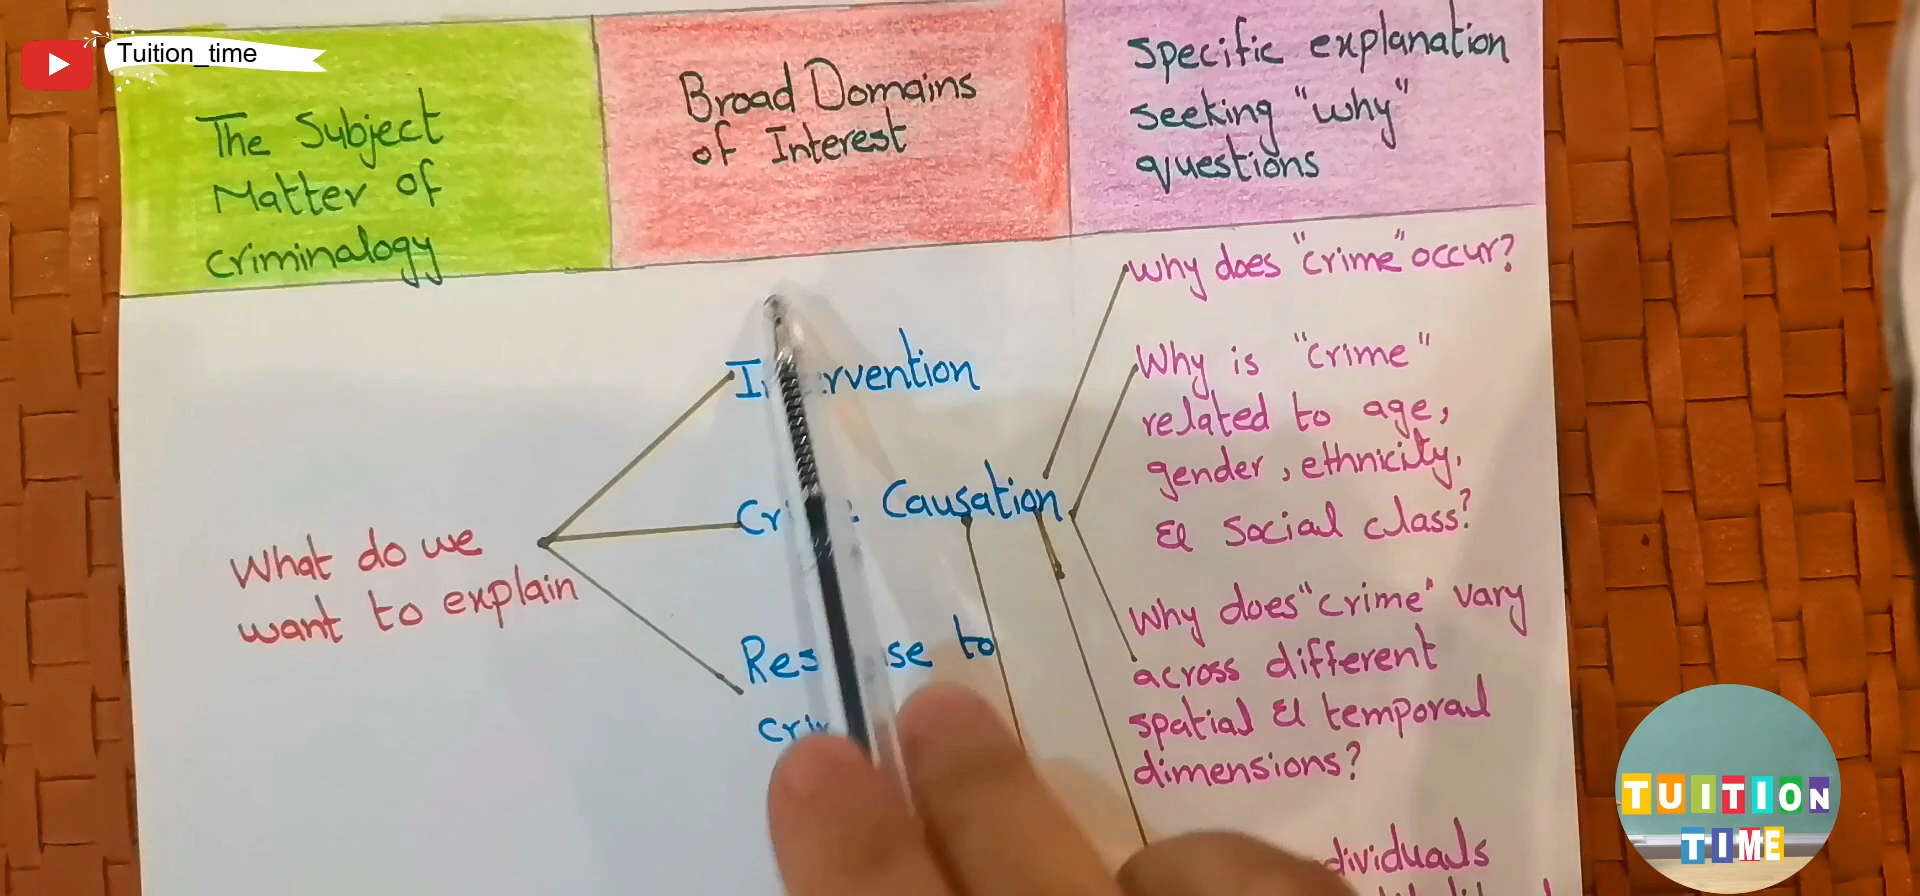 Tuition_time
The Subject
Matter of
criminalogy
Broad Domains
of Interest
Specific explanation
seeking "why"
questions
What do we
want to explain
Causation
to
why does "crime" occur?
Why is "crime"
related to age,
gender, ethnicity,
& Social class?
Why does "crime" vary
across different
spatial & temporal
dimensions?
TUITION
TIME